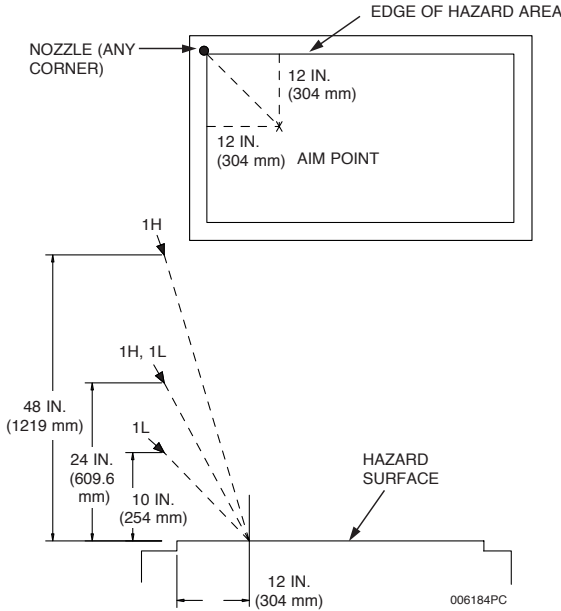 EDGE OF HAZARD AREA
NOZZLE (ANY
CORNER)
12 IN.
(304 mm)
12 IN.
(304 mm)
AIM POINT
1H
1H, 1L
1L
48 IN.
(1219 mm)
24 IN.
(609.6
mm)
10 IN.
(254 mm)
HAZARD
SURFACE
12 IN.
(304 mm)
006184PC